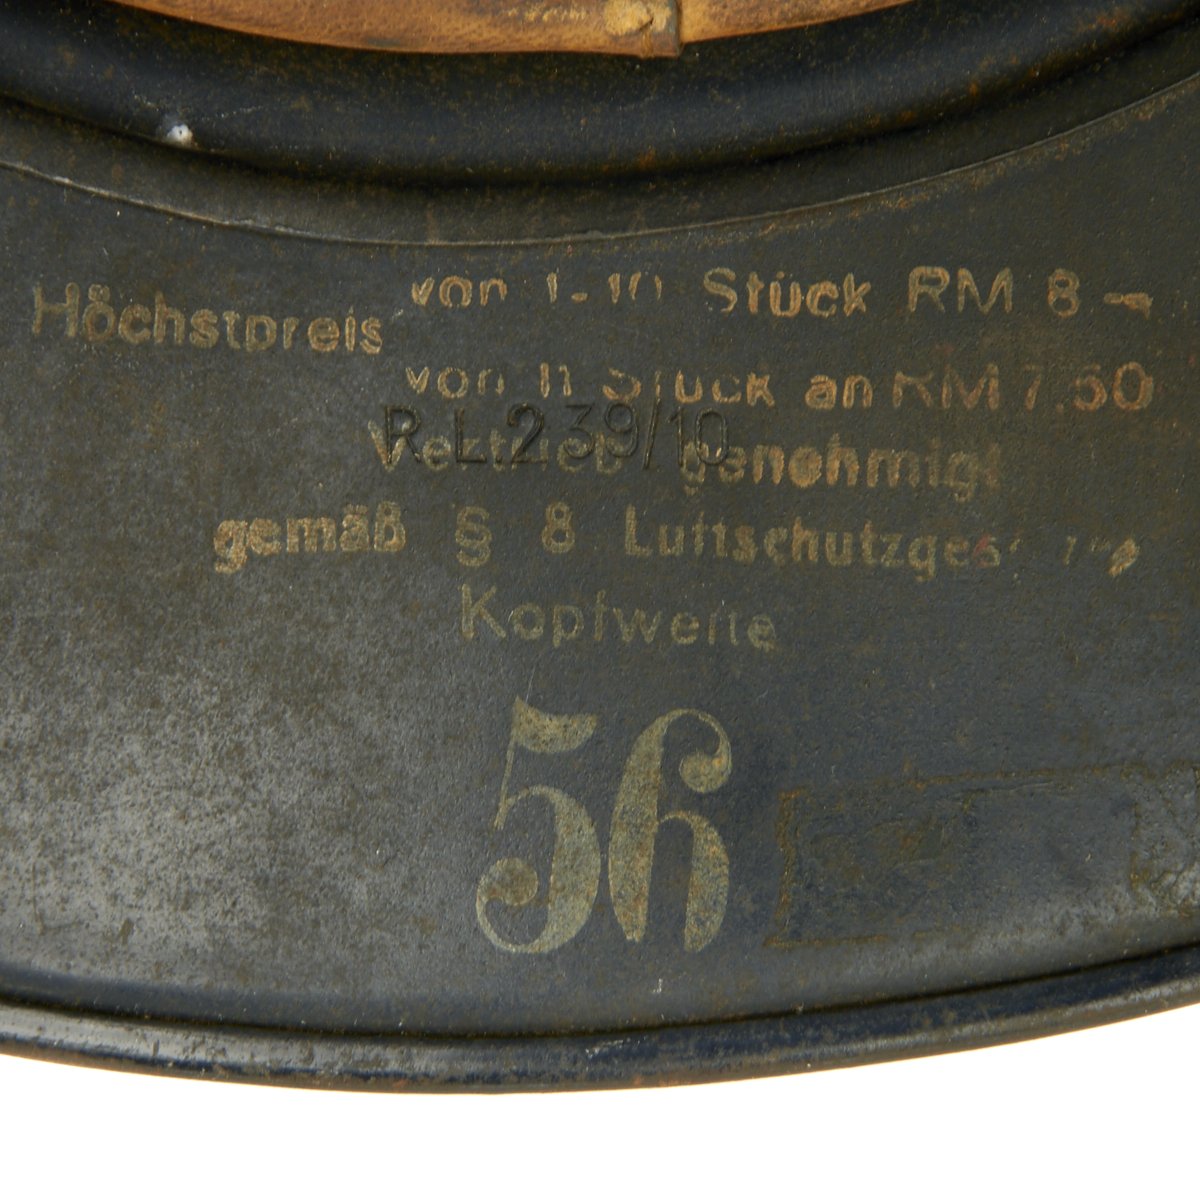 Höchstpreis von 1-10 Stück RM 8.-
von 11 Stück an RM 7.50
R L 2 39/10
Vertrieb genehmigt
gemäß § 8 Luftschutzges.
Kopfweite
56